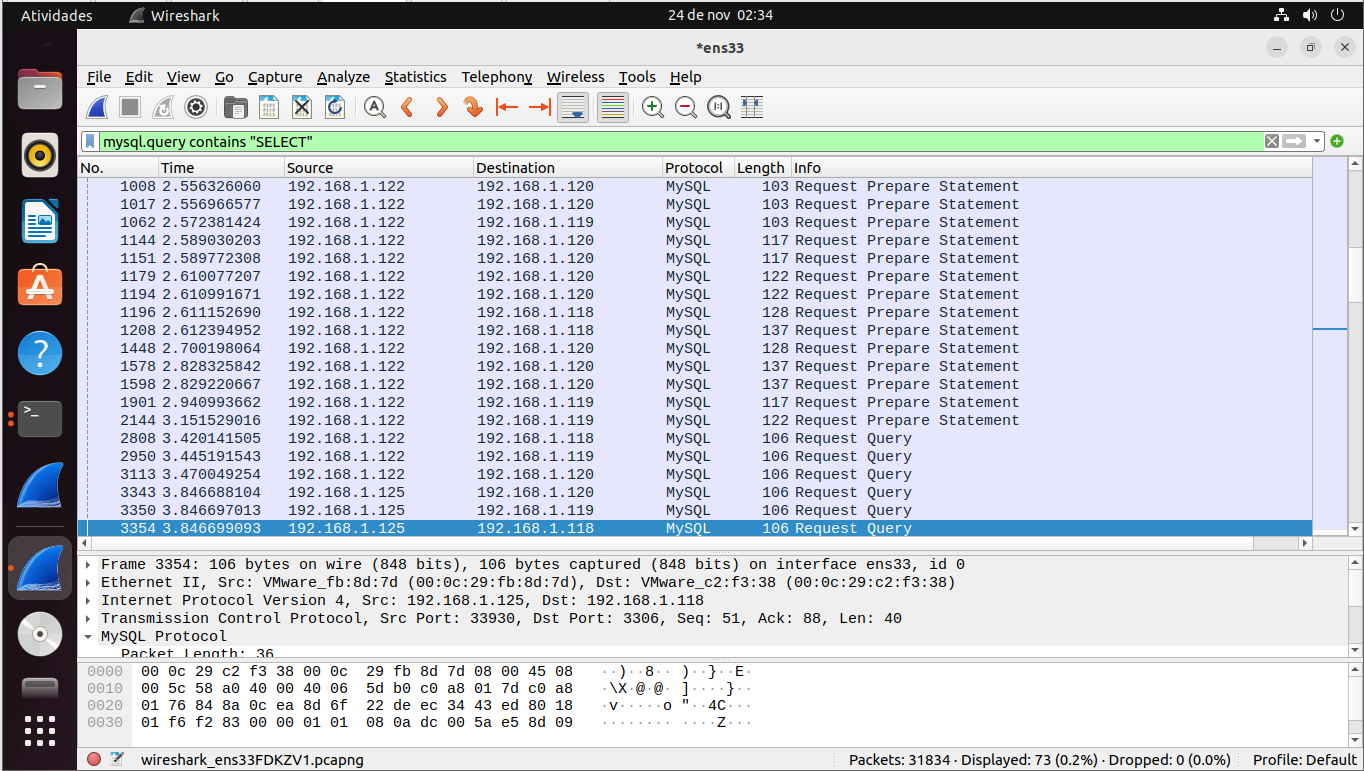 Atividades Wireshark 24 de nov 02:34
*ens33
File Edit View Go Capture Analyze Statistics Telephony Wireless Tools Help
mysql.query contains "SELECT"
No. Time Source Destination Protocol Length Info
1008 2.556326060 192.168.1.122 192.168.1.120 MySQL 103 Request Prepare Statement
1017 2.556966577 192.168.1.122 192.168.1.120 MySQL 103 Request Prepare Statement
1062 2.572381424 192.168.1.122 192.168.1.119 MySQL 103 Request Prepare Statement
1144 2.589030203 192.168.1.122 192.168.1.120 MySQL 117 Request Prepare Statement
1151 2.589772308 192.168.1.122 192.168.1.120 MySQL 117 Request Prepare Statement
1179 2.610077207 192.168.1.122 192.168.1.120 MySQL 122 Request Prepare Statement
1194 2.610991671 192.168.1.122 192.168.1.120 MySQL 122 Request Prepare Statement
1196 2.611152690 192.168.1.122 192.168.1.118 MySQL 128 Request Prepare Statement
1208 2.612394952 192.168.1.122 192.168.1.118 MySQL 137 Request Prepare Statement
1448 2.700198064 192.168.1.122 192.168.1.120 MySQL 128 Request Prepare Statement
1578 2.828325842 192.168.1.122 192.168.1.120 MySQL 137 Request Prepare Statement
1598 2.829220667 192.168.1.122 192.168.1.120 MySQL 137 Request Prepare Statement
1901 2.940993662 192.168.1.122 192.168.1.119 MySQL 117 Request Prepare Statement
2144 3.151529016 192.168.1.122 192.168.1.119 MySQL 122 Request Prepare Statement
2808 3.420141505 192.168.1.122 192.168.1.118 MySQL 106 Request Query
2950 3.445191543 192.168.1.122 192.168.1.119 MySQL 106 Request Query
3113 3.470049254 192.168.1.122 192.168.1.120 MySQL 106 Request Query
3343 3.846688104 192.168.1.125 192.168.1.120 MySQL 106 Request Query
3350 3.846697013 192.168.1.125 192.168.1.119 MySQL 106 Request Query
3354 3.846699093 192.168.1.125 192.168.1.118 MySQL 106 Request Query
Frame 3354: 106 bytes on wire (848 bits), 106 bytes captured (848 bits) on interface ens33, id 0
Ethernet II, Src: VMware_fb:8d:7d (00:0c:29:fb:8d:7d), Dst: VMware_c2:f3:38 (00:0c:29:c2:f3:38)
Internet Protocol Version 4, Src: 192.168.1.125, Dst: 192.168.1.118
Transmission Control Protocol, Src Port: 33930, Dst Port: 3306, Seq: 51, Ack: 88, Len: 40
MySQL Protocol
Packet Length: 36
0000 00 0c 29 c2 f3 38 00 0c 29 fb 8d 7d 08 00 45 08 ··)··8·· )··}··E·
0010 00 5c 58 a0 40 00 40 06 5d b0 c0 a8 01 7d c0 a8 ·\X·@·@· ]····}··
0020 01 76 84 8a 0c ea 8d 6f 22 de ec 34 43 ed 80 18 ·v·····o "··4C···
0030 01 f6 f2 83 00 00 01 01 08 0a dc 00 5a e5 8d 09 ········ ····Z···
wireshark_ens33FDKZV1.pcapng Packets: 31834 · Displayed: 73 (0.2%) · Dropped: 0 (0.0%) Profile: Default